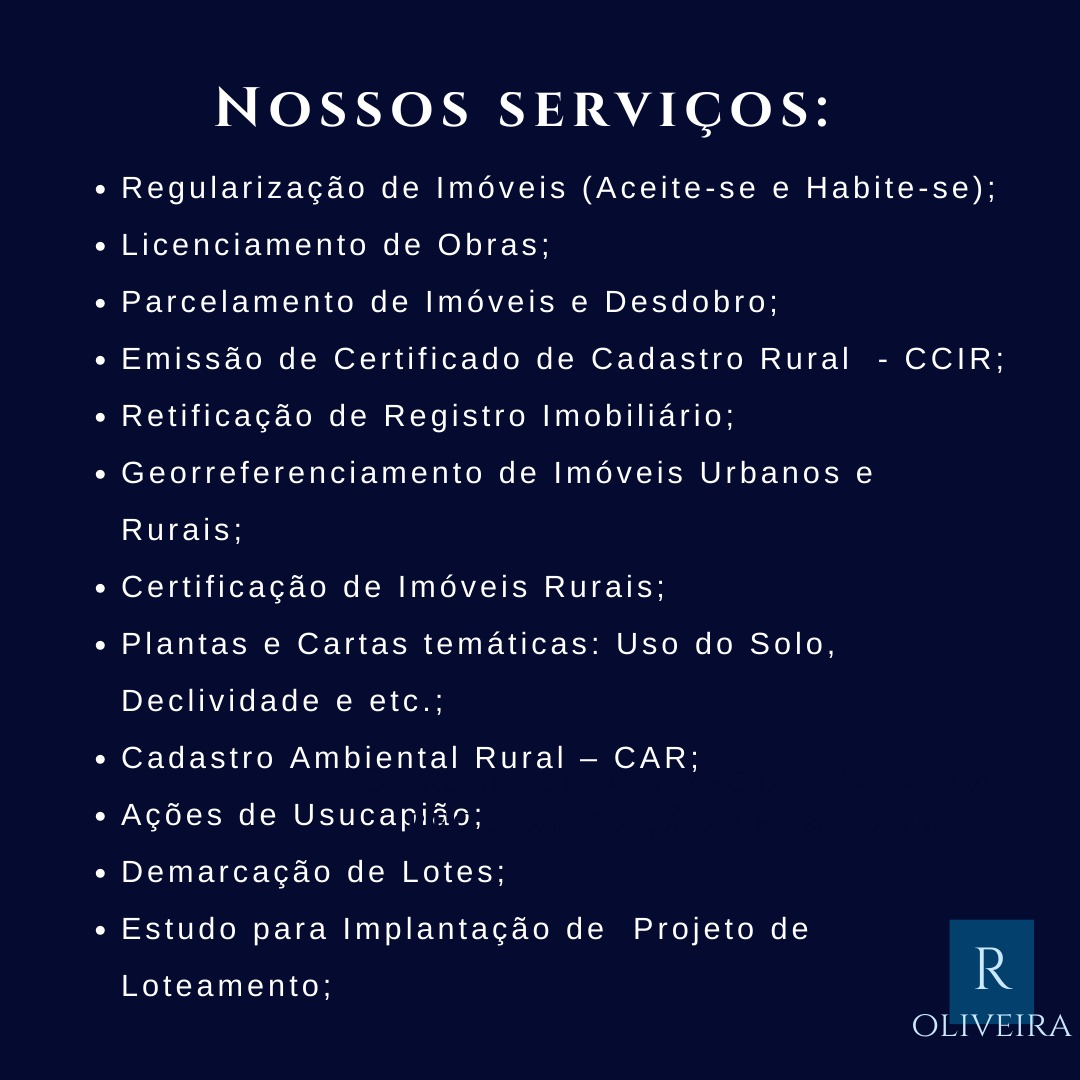 Nossos serviços:
• Regularização de Imóveis (Aceite-se e Habite-se);
• Licenciamento de Obras;
• Parcelamento de Imóveis e Desdobro;
• Emissão de Certificado de Cadastro Rural - CCIR;
• Retificação de Registro Imobiliário;
• Georreferenciamento de Imóveis Urbanos e
Rurais;
• Certificação de Imóveis Rurais;
• Plantas e Cartas temáticas: Uso do Solo,
Declividade e etc.;
• Cadastro Ambiental Rural – CAR;
• Ações de Usucapião;
• Demarcação de Lotes;
• Estudo para Implantação de Projeto de
Loteamento;
R
OLIVEIRA